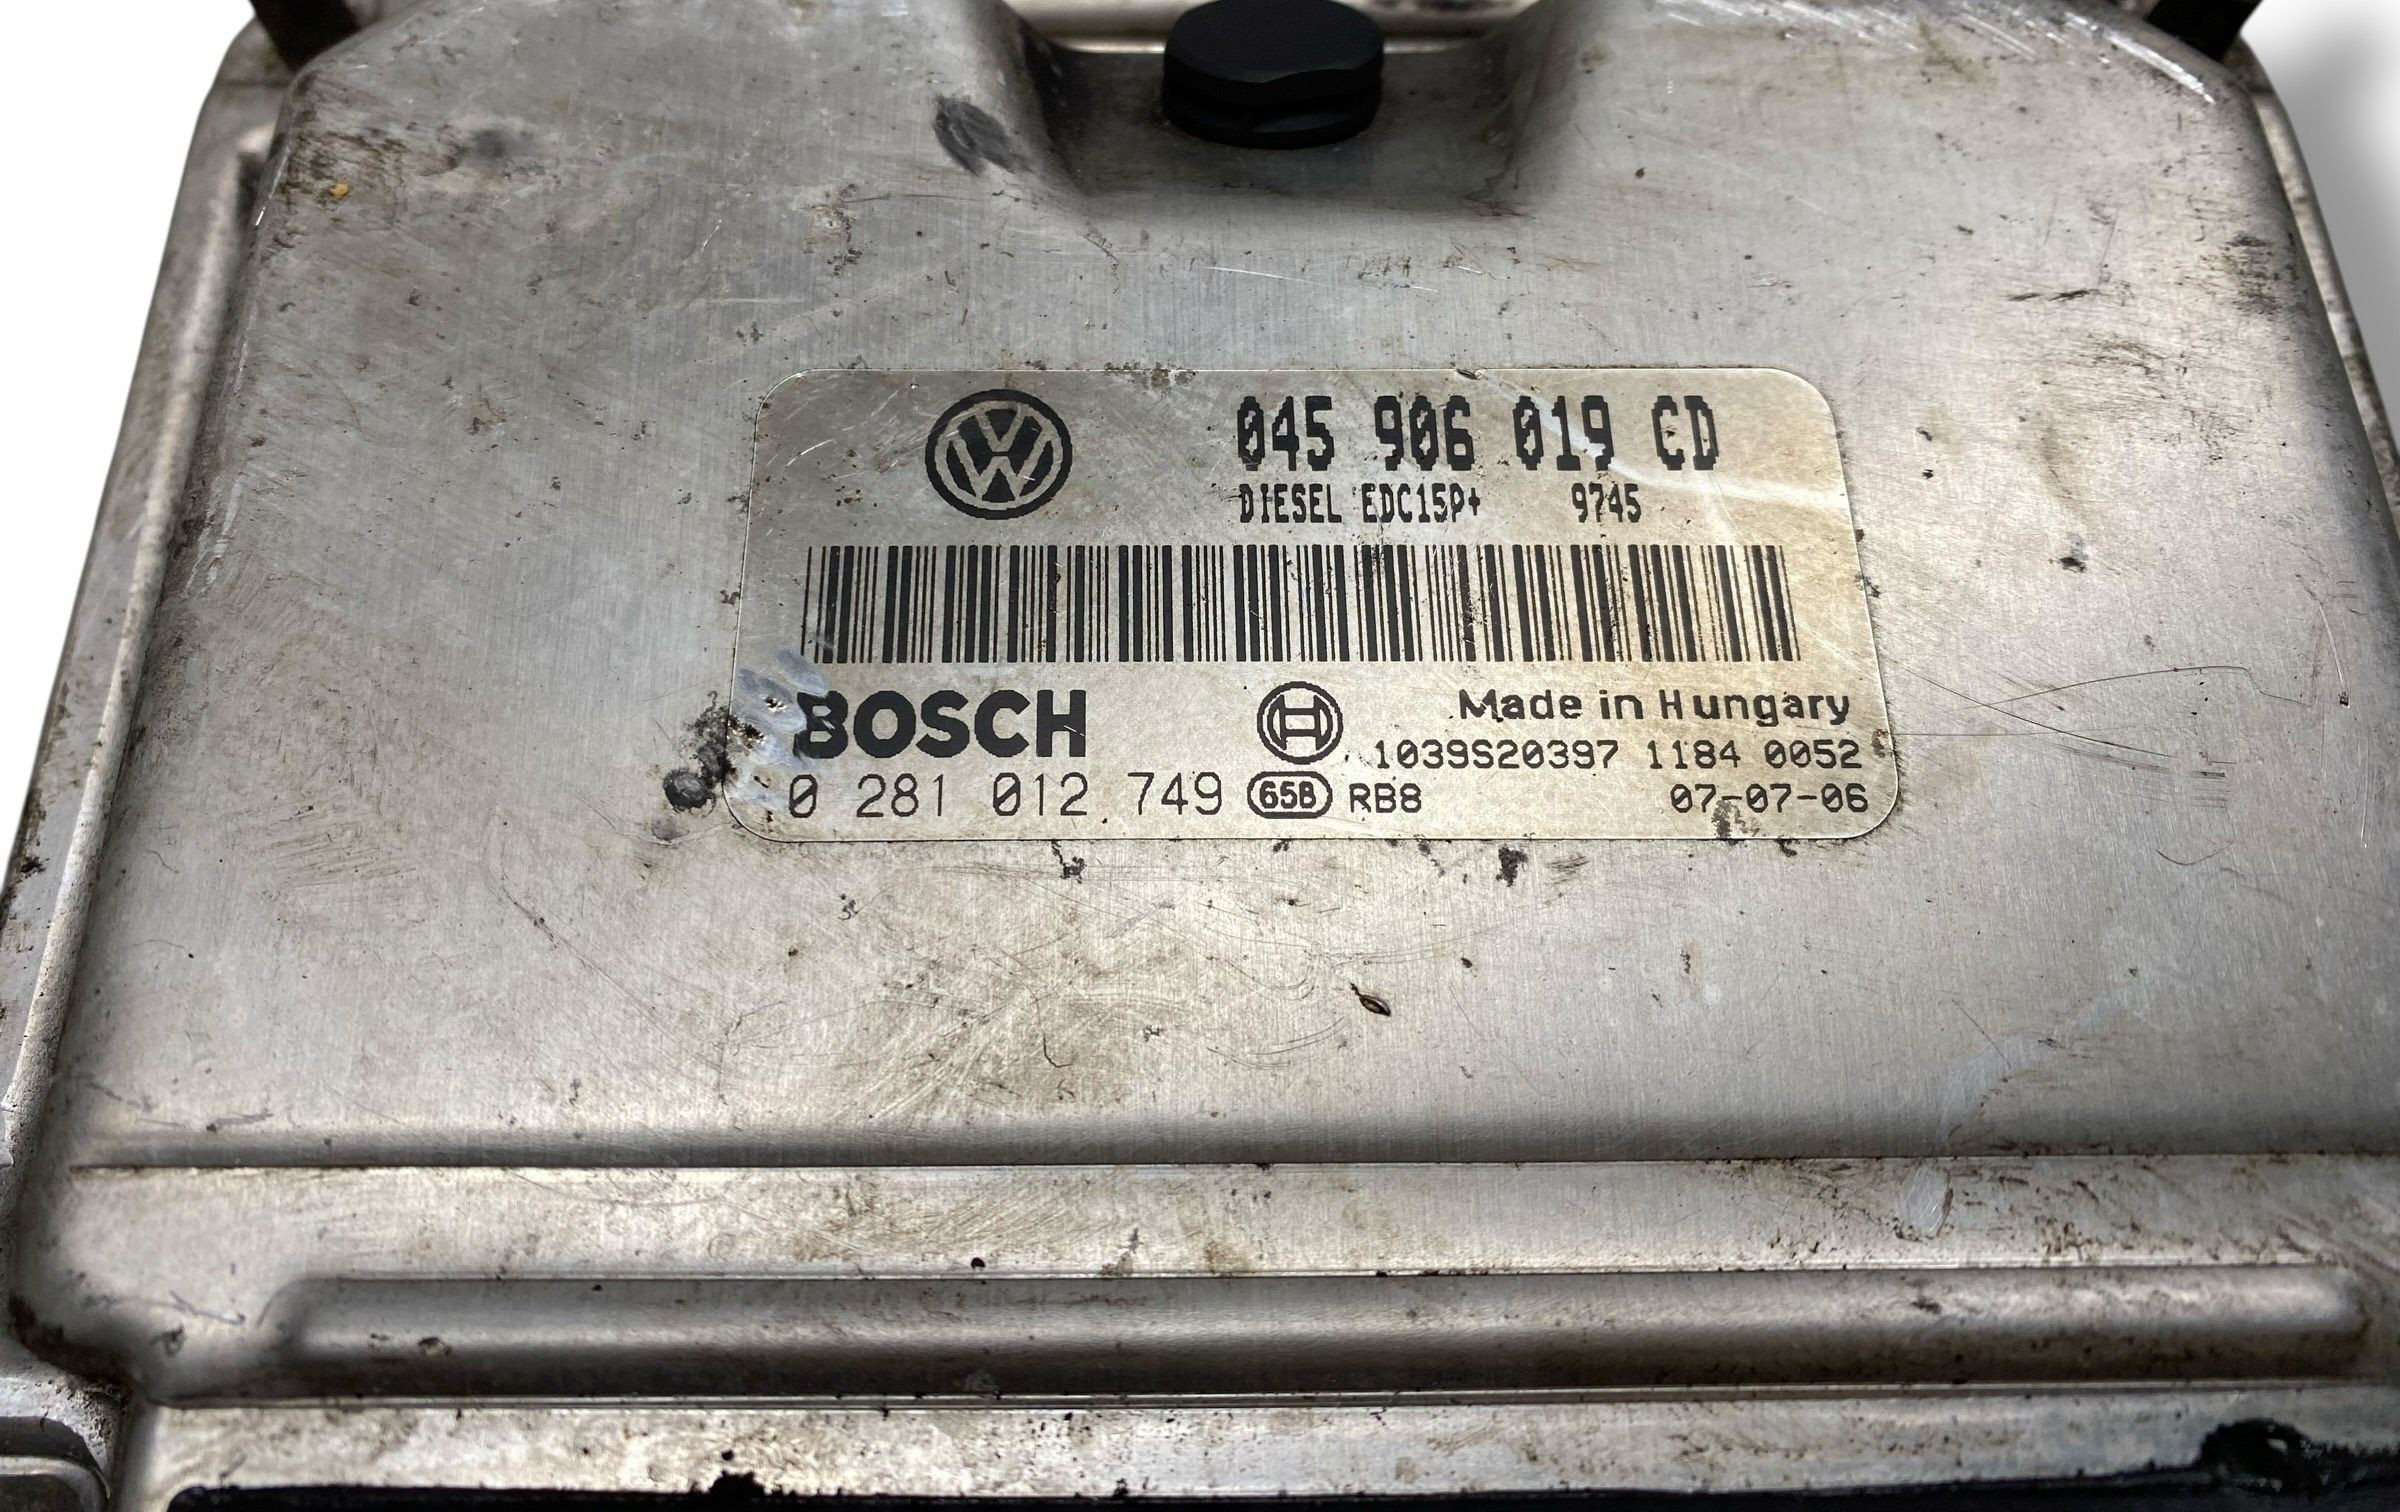 045 906 019 CD
DIESEL EDC15P+ 9745
BOSCH
Made in Hungary
1039S20397 1184 0052
0 281 012 749 65B RB8 07-07-06